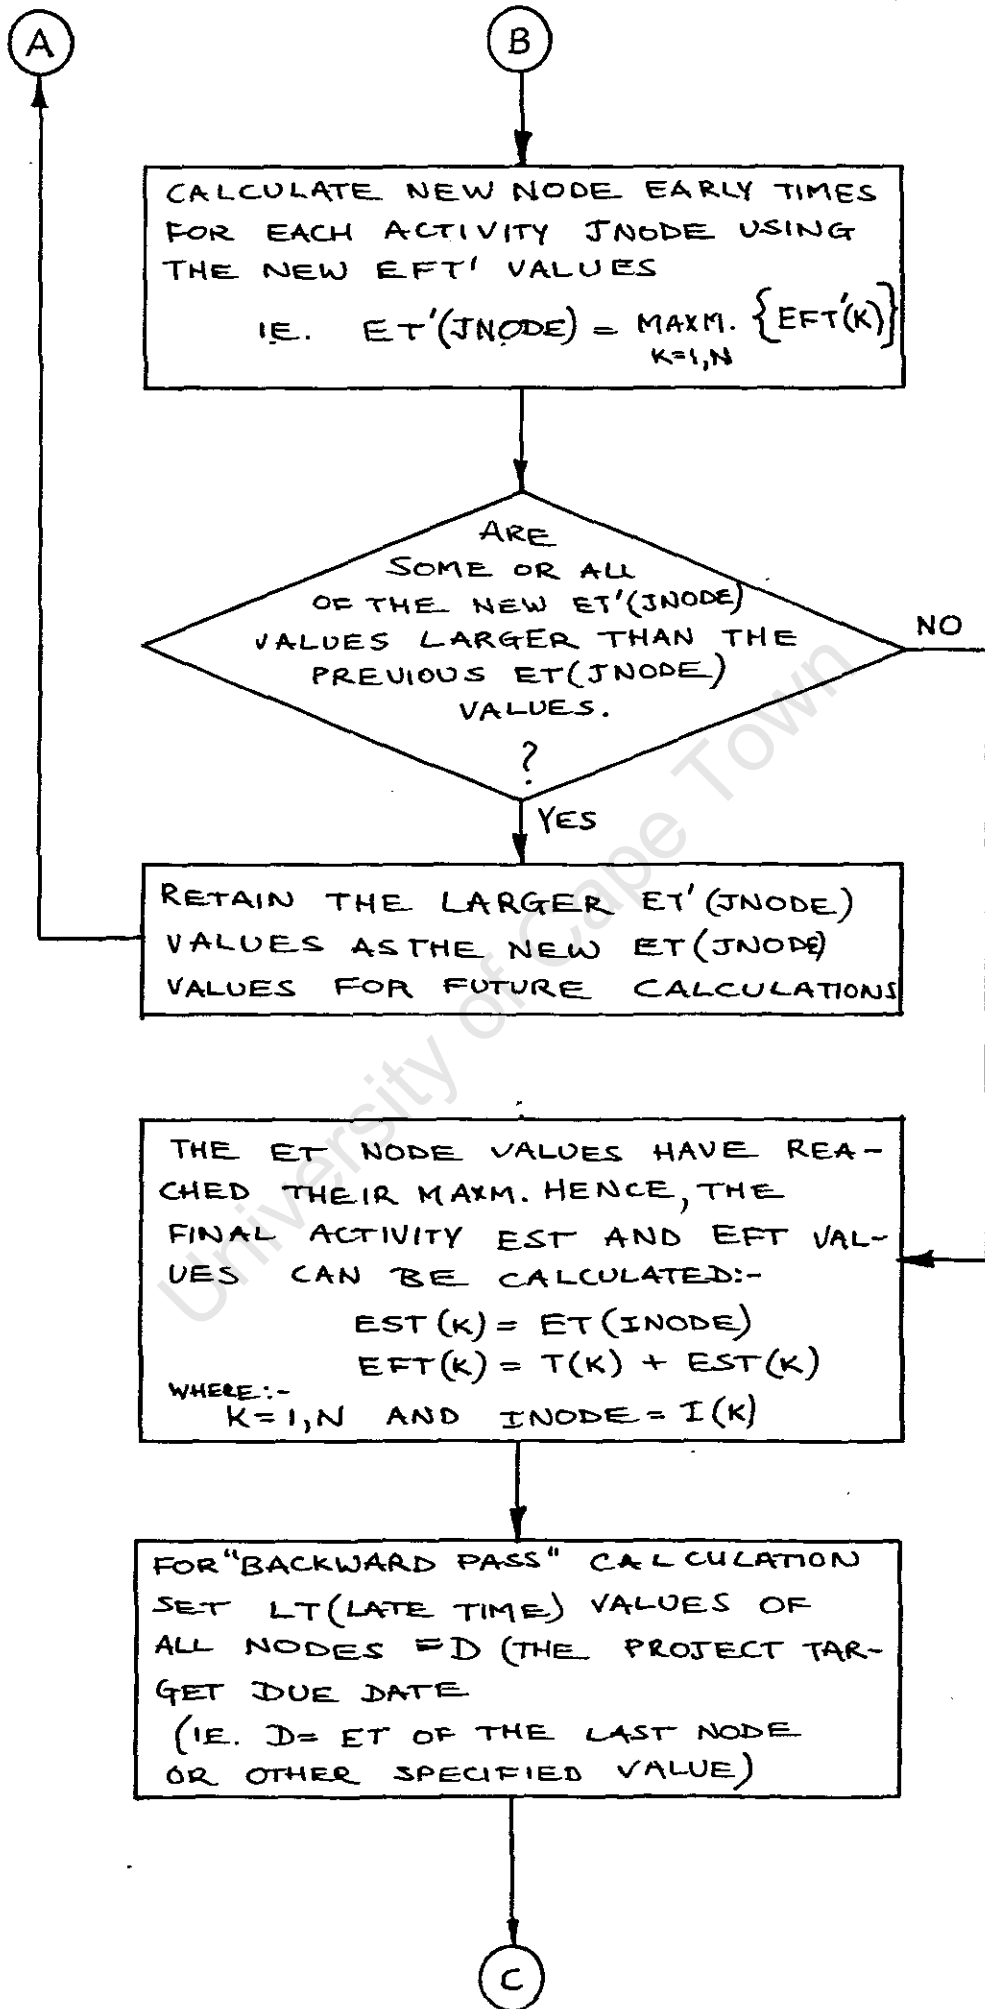 A
B
CALCULATE NEW NODE EARLY TIMES
FOR EACH ACTIVITY JNODE USING
THE NEW EFT' VALUES
IE. ET'(JNODE) = MAXM. {EFT'(K)}
K=1,N
ARE
SOME OR ALL
OF THE NEW ET'(JNODE)
VALUES LARGER THAN THE
PREVIOUS ET(JNODE)
VALUES.
?
NO
YES
RETAIN THE LARGER ET'(JNODE)
VALUES AS THE NEW ET(JNODE)
VALUES FOR FUTURE CALCULATIONS
THE ET NODE VALUES HAVE REA-
CHED THEIR MAXM. HENCE, THE
FINAL ACTIVITY EST AND EFT VAL-
UES CAN BE CALCULATED:-
EST(K) = ET(INODE)
EFT(K) = T(K) + EST(K)
WHERE:-
K=1,N AND INODE = I(K)
FOR "BACKWARD PASS" CALCULATION
SET LT(LATE TIME) VALUES OF
ALL NODES = D (THE PROJECT TAR-
GET DUE DATE
(IE. D= ET OF THE LAST NODE
OR OTHER SPECIFIED VALUE)
C
University of Cape Town